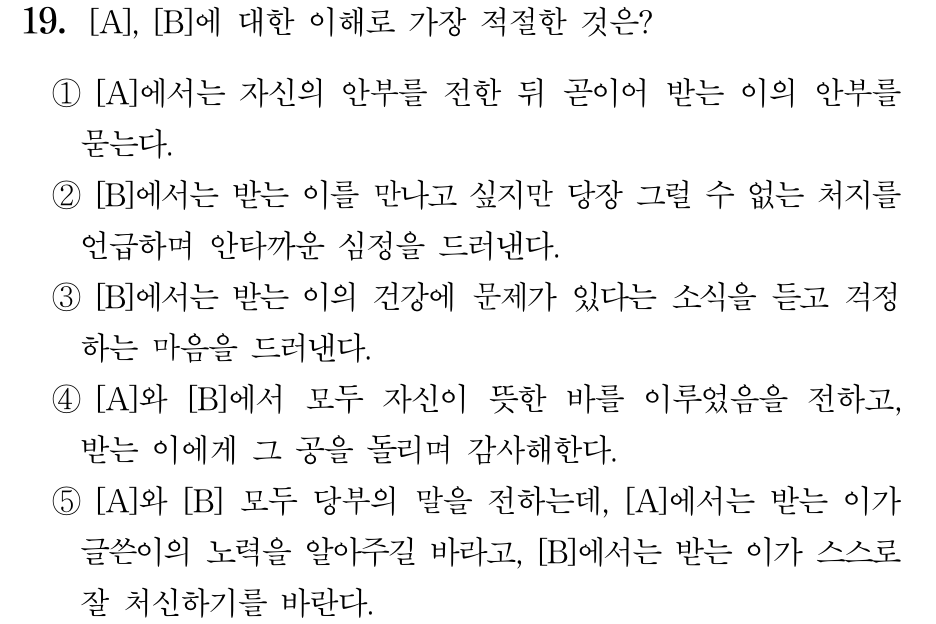 19. [A], [B]에 대한 이해로 가장 적절한 것은?
① [A]에서는 자신의 안부를 전한 뒤 곧이어 받는 이의 안부를
묻는다.
② [B]에서는 받는 이를 만나고 싶지만 당장 그럴 수 없는 처지를
언급하며 안타까운 심정을 드러낸다.
③ [B]에서는 받는 이의 건강에 문제가 있다는 소식을 듣고 걱정
하는 마음을 드러낸다.
④ [A]와 [B]에서 모두 자신이 뜻한 바를 이루었음을 전하고,
받는 이에게 그 공을 돌리며 감사해한다.
⑤ [A]와 [B] 모두 당부의 말을 전하는데, [A]에서는 받는 이가
글쓴이의 노력을 알아주길 바라고, [B]에서는 받는 이가 스스로
잘 처신하기를 바란다.